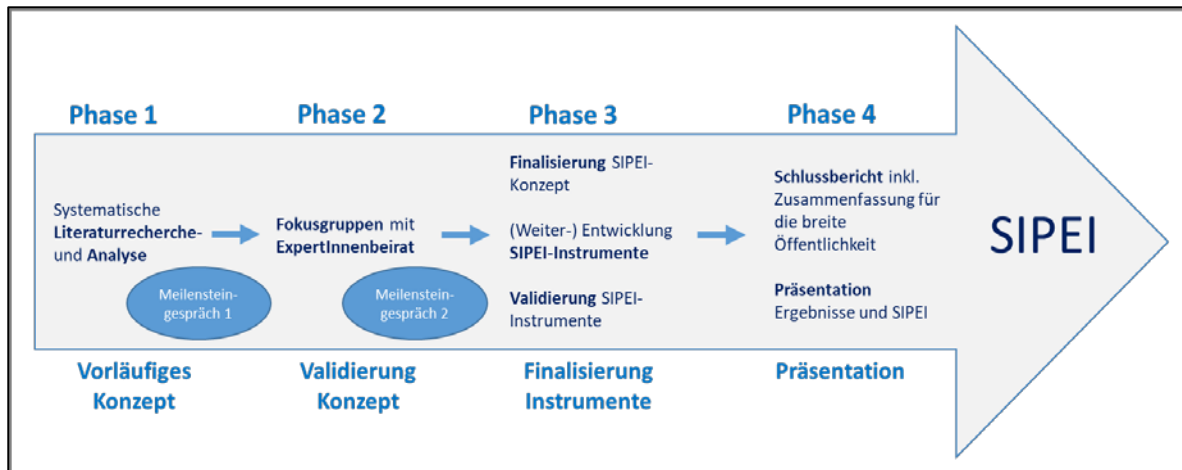 Phase 1
Phase 2
Phase 3
Phase 4
Systematische
Literaturrecherche-
und Analyse
Meilenstein-
gespräch 1
Fokusgruppen mit
ExpertInnenbeirat
Meilenstein-
gespräch 2
Finalisierung SIPEI-
Konzept
(Weiter-) Entwicklung
SIPEI-Instrumente
Validierung SIPEI-
Instrumente
Schlussbericht inkl.
Zusammenfassung für
die breite
Öffentlichkeit
Präsentation
Ergebnisse und SIPEI
SIPEI
Vorläufiges
Konzept
Validierung
Konzept
Finalisierung
Instrumente
Präsentation